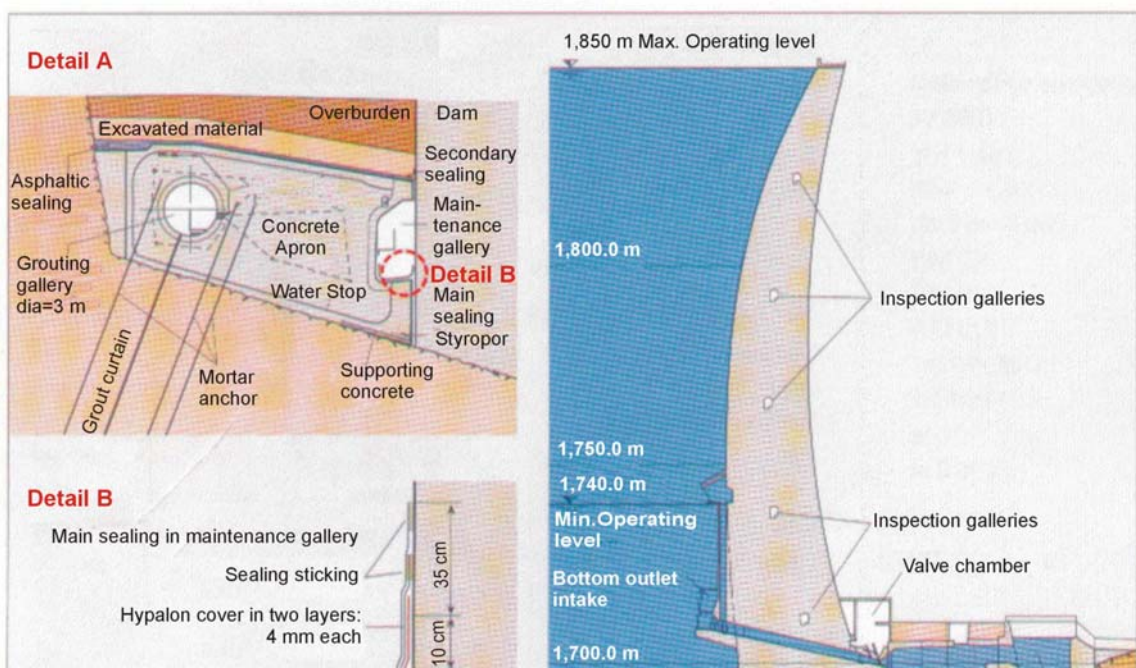 Detail A
Overburden
Dam
Excavated material
Secondary
sealing
Asphaltic
sealing
Main-
tenance
gallery
Concrete
Apron
Detail B
Grouting
gallery
dia=3 m
Water Stop
Main
sealing
Styropor
Grout curtain
Mortar
anchor
Supporting
concrete
Detail B
Main sealing in maintenance gallery
Sealing sticking
35 cm
Hypalon cover in two layers:
4 mm each
10 cm
1,850 m Max. Operating level
1,800.0 m
Inspection galleries
1,750.0 m
1,740.0 m
Min.Operating
level
Inspection galleries
Valve chamber
Bottom outlet
intake
1,700.0 m